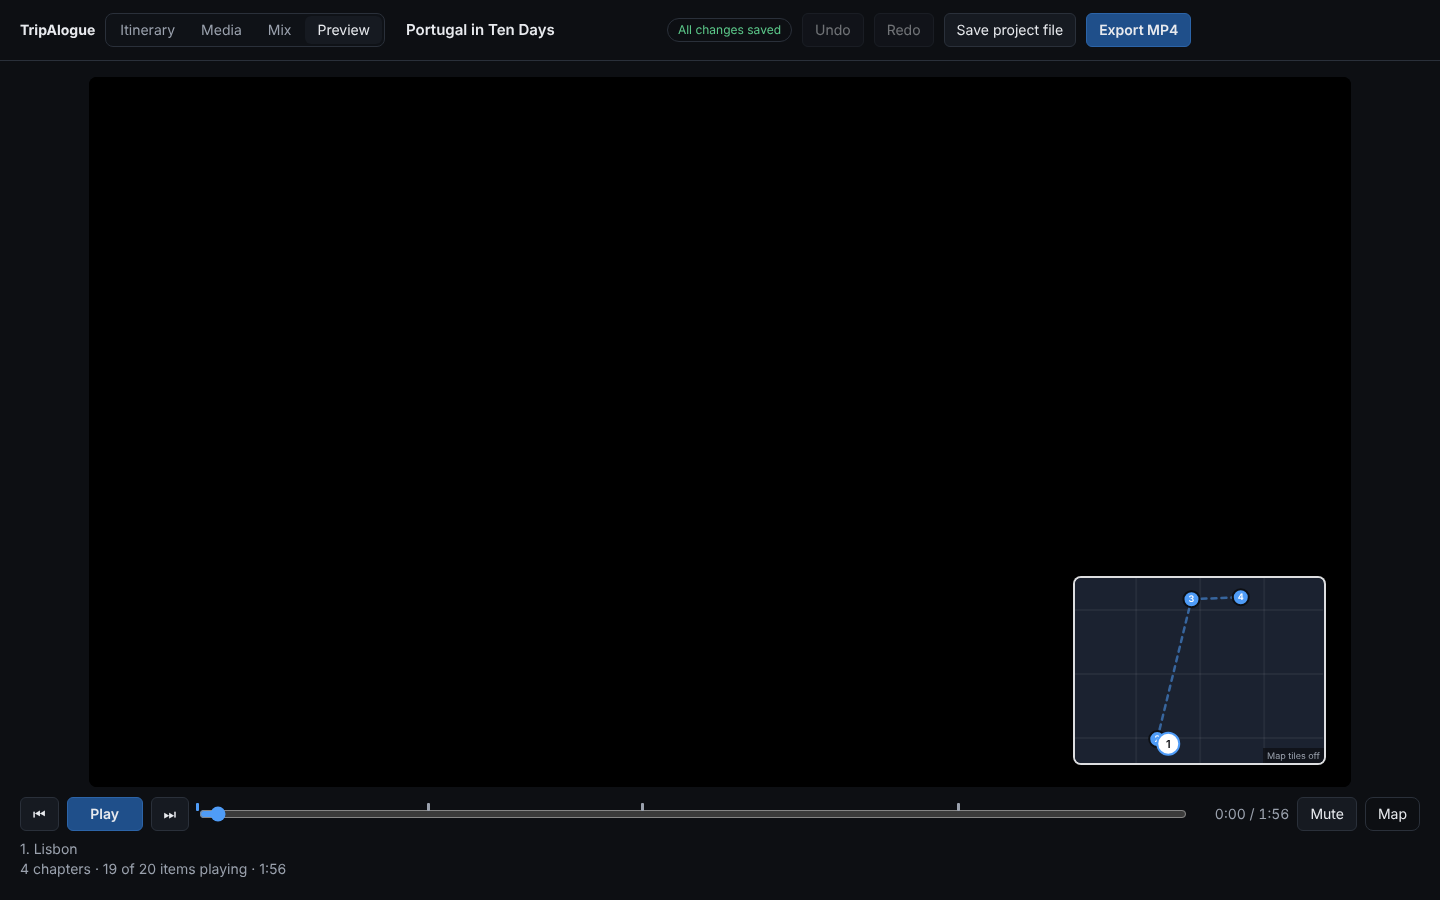 TripAlogue Itinerary Media Mix Preview Portugal in Ten Days All changes saved Undo Redo Save project file Export MP4
3 4
1
Map tiles off
Play 0:00 / 1:56 Mute Map
1. Lisbon
4 chapters · 19 of 20 items playing · 1:56